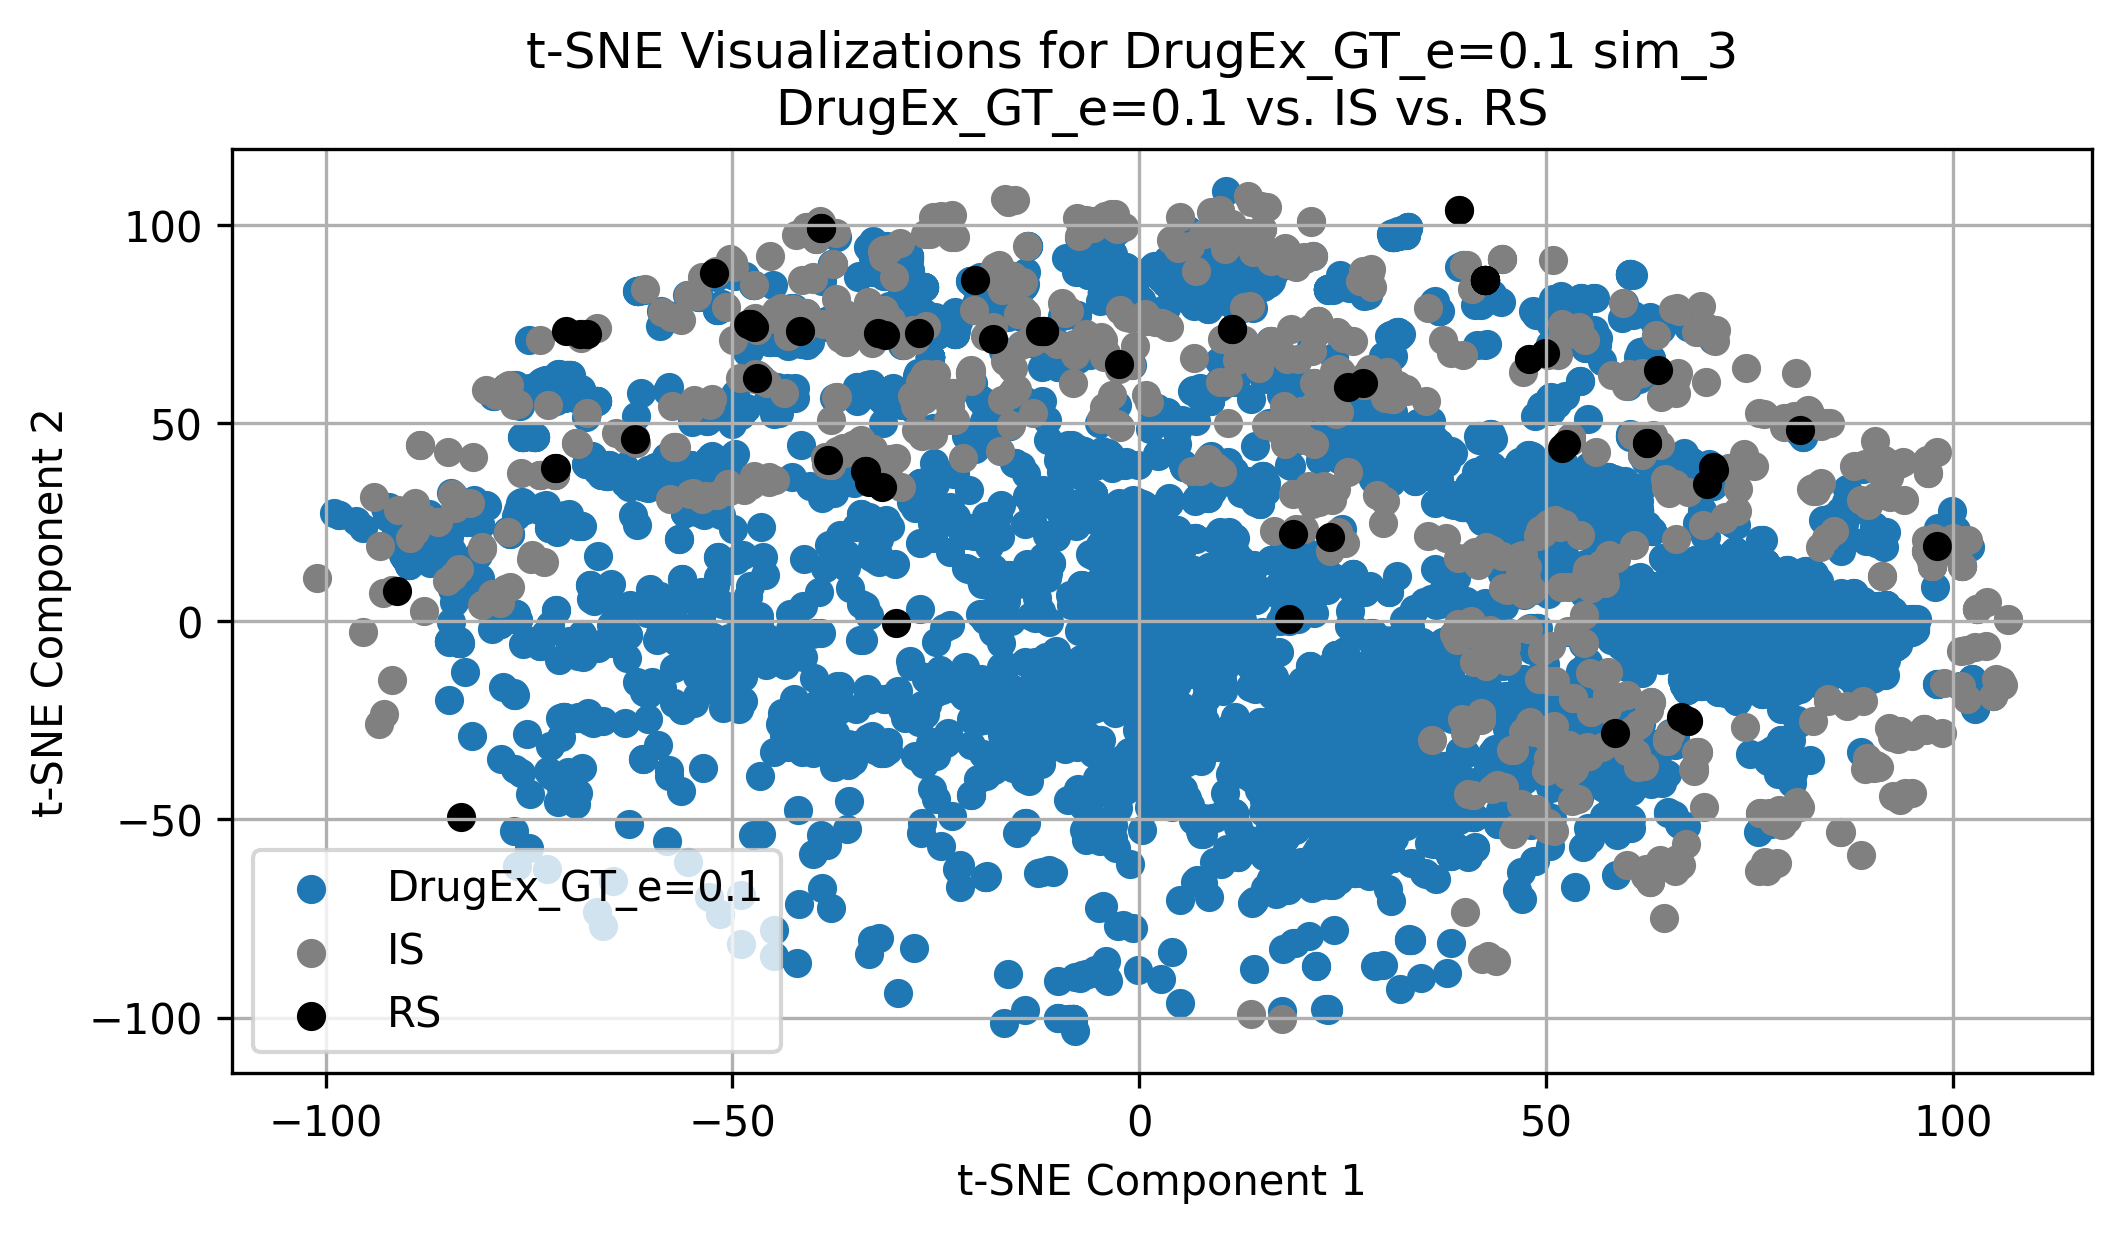 t-SNE Visualizations for DrugEx_GT_e=0.1 sim_3
DrugEx_GT_e=0.1 vs. IS vs. RS
t-SNE Component 2
100
50
0
−50
−100
DrugEx_GT_e=0.1
IS
RS
−100 −50 0 50 100
t-SNE Component 1